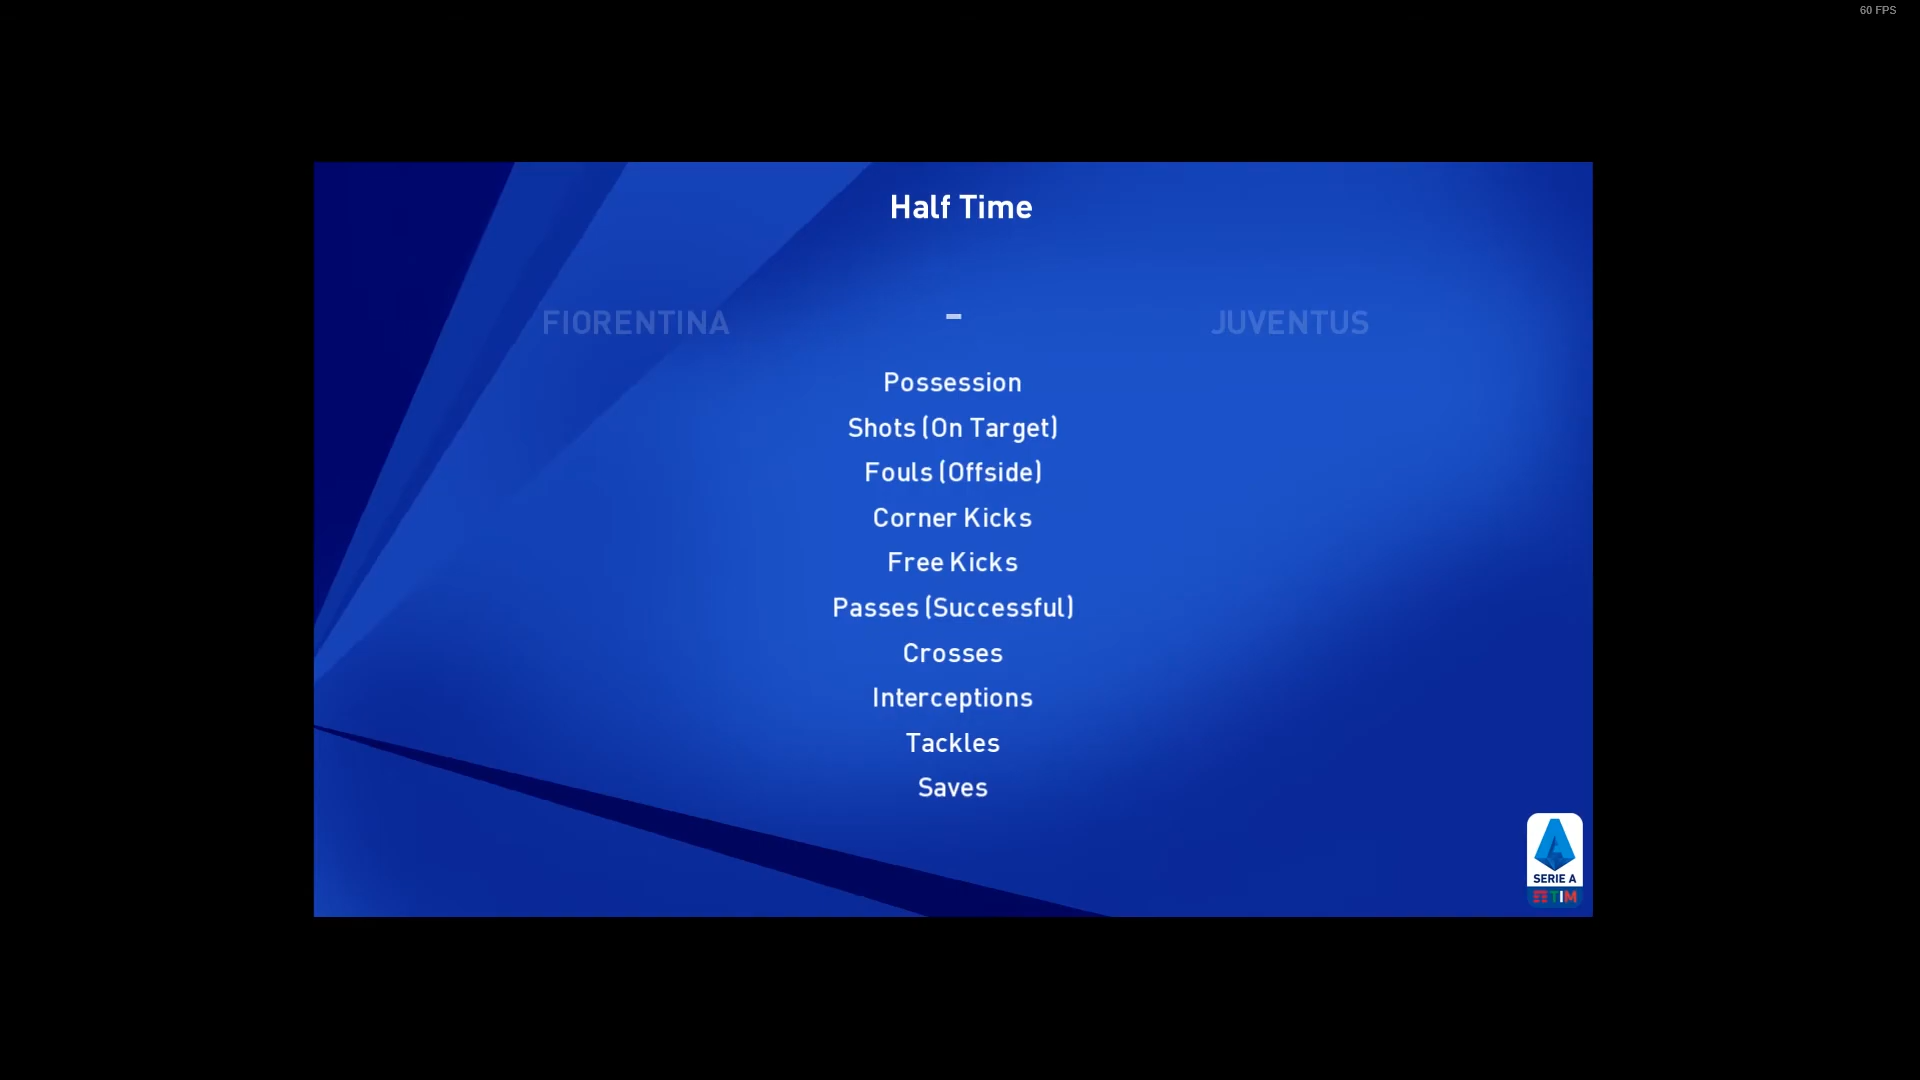 60 FPS
Half Time
FIORENTINA - JUVENTUS
Possession
Shots (On Target)
Fouls (Offside)
Corner Kicks
Free Kicks
Passes (Successful)
Crosses
Interceptions
Tackles
Saves
SERIE A
TIM